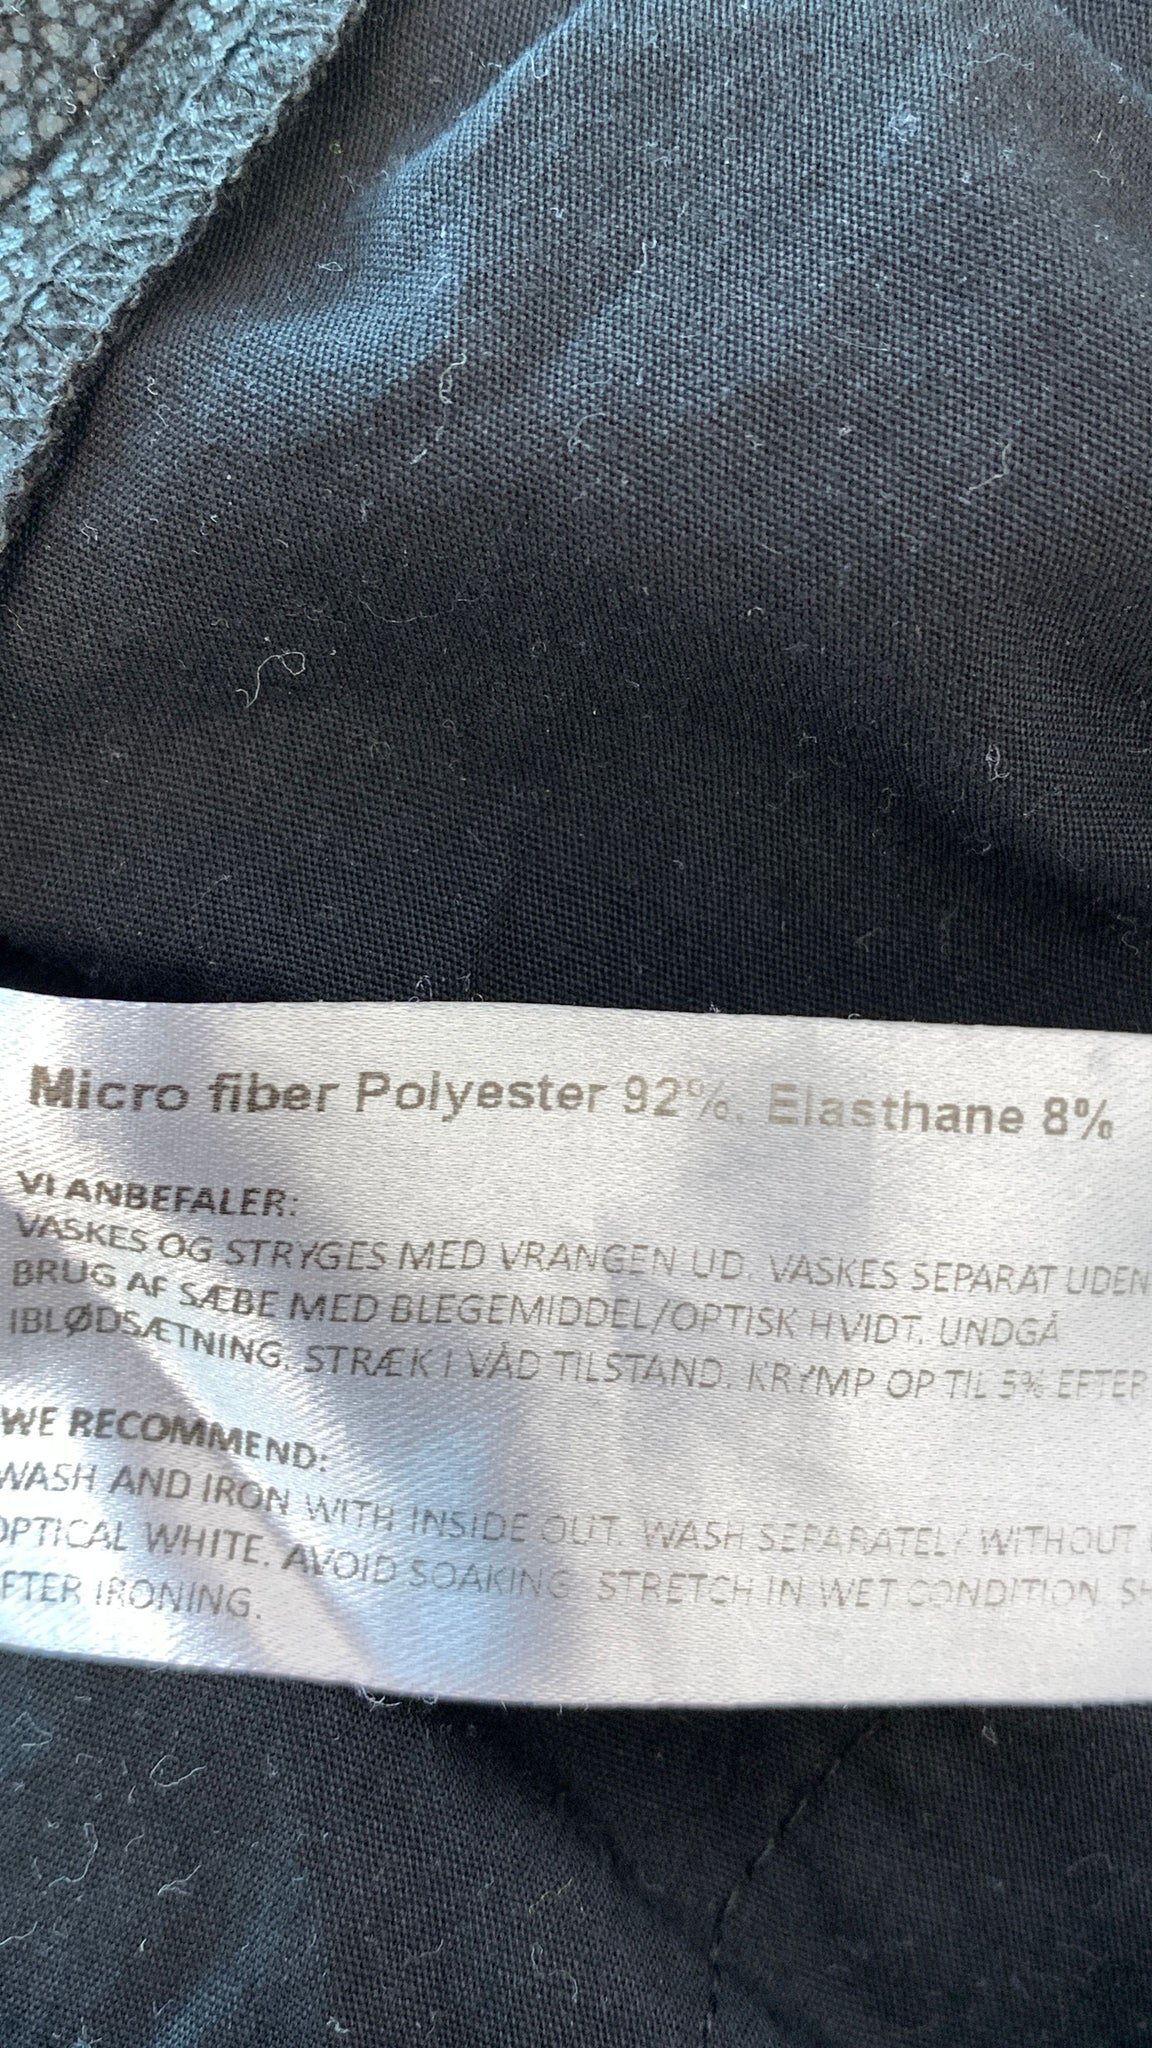 Micro fiber Polyester 92%. Elasthane 8%
VI ANBEFALER:
VASKES OG STRYGES MED VRANGEN UD. VASKES SEPARAT UDEN
BRUG AF SÆBE MED BLEGEMIDDEL/OPTISK HVIDT. UNDGÅ
IBLØDSÆTNING. STRÆK I VÅD TILSTAND. KRYMP OP TIL 5% EFTER
WE RECOMMEND:
WASH AND IRON WITH INSIDE OUT. WASH SEPARATELY WITHOUT
OPTICAL WHITE. AVOID SOAKING. STRETCH IN WET CONDITION. SH
FTER IRONING.